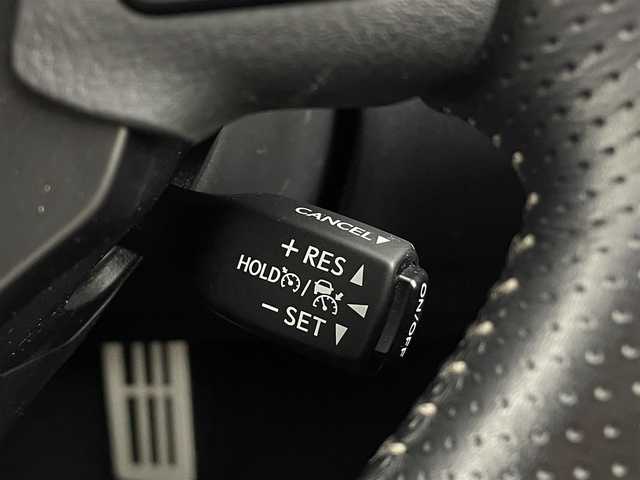 CANCEL▼
+ RES ▲
HOLD /
− SET ▼
ON/OFF